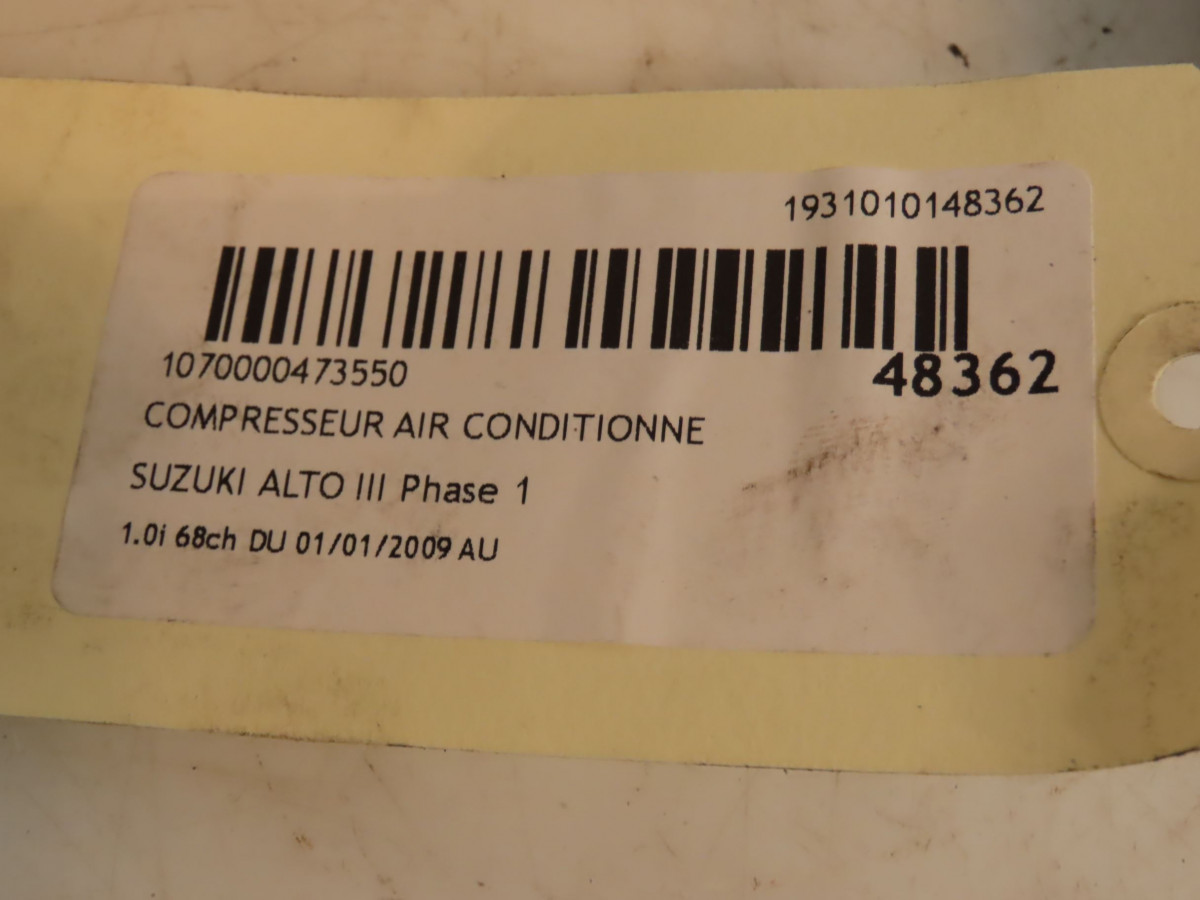 1931010148362
1070000473550
48362
COMPRESSEUR AIR CONDITIONNE
SUZUKI ALTO III Phase 1
1.0i 68ch DU 01/01/2009 AU